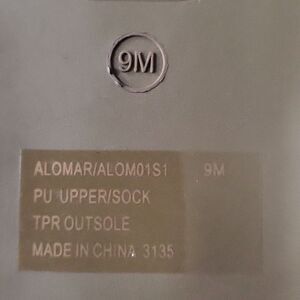 9M
ALOMAR/ALOM01S1 9M
PU UPPER/SOCK
TPR OUTSOLE
MADE IN CHINA 3135